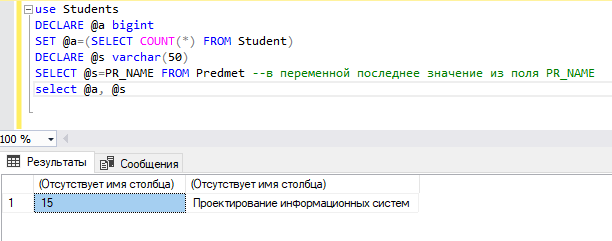 use Students
DECLARE @a bigint
SET @a=(SELECT COUNT(*) FROM Student)
DECLARE @s varchar(50)
SELECT @s=PR_NAME FROM Predmet --в переменной последнее значение из поля PR_NAME
select @a, @s
100 %
Результаты Сообщения
(Отсутствует имя столбца) (Отсутствует имя столбца)
1 15 Проектирование информационных систем